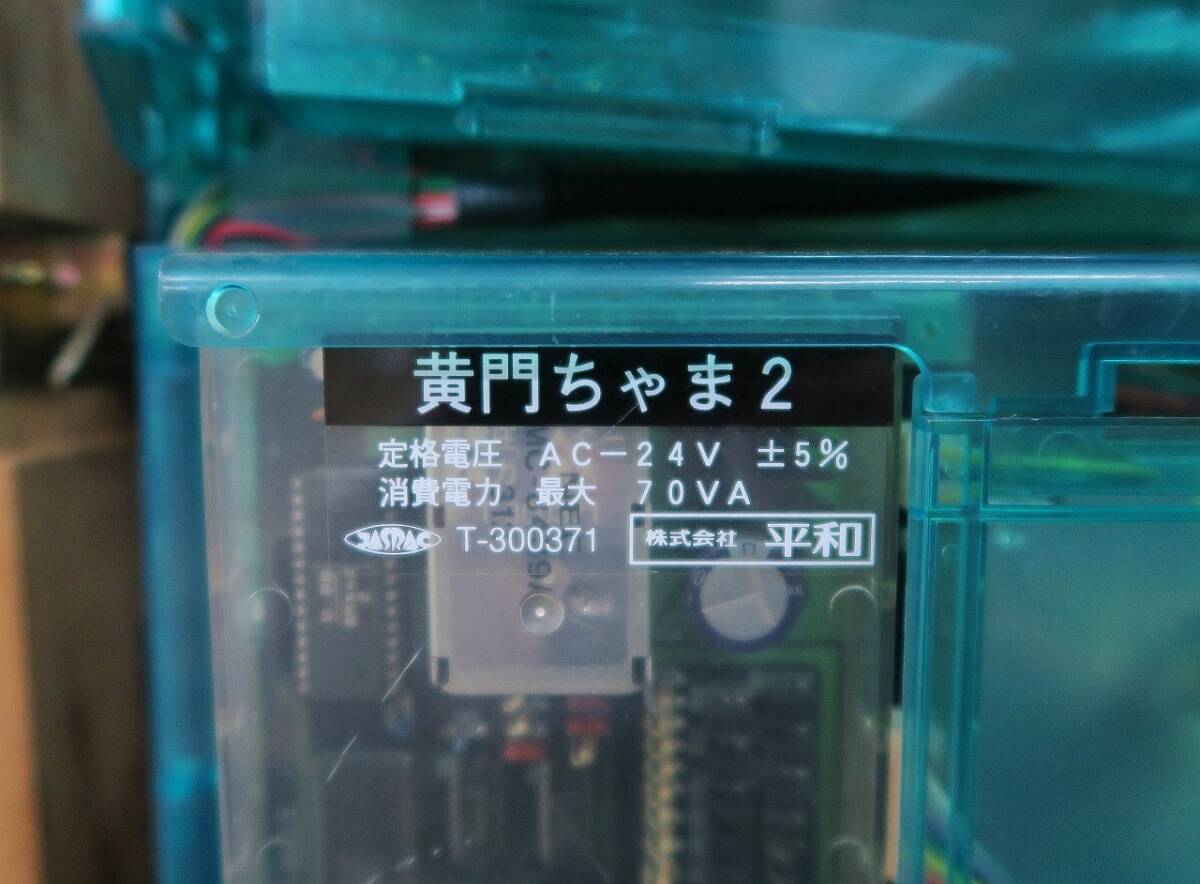 黄門ちゃま2
定格電圧　AC－24V　±5%
消費電力　最大　70VA
JASRAC T-300371 株式会社 平和